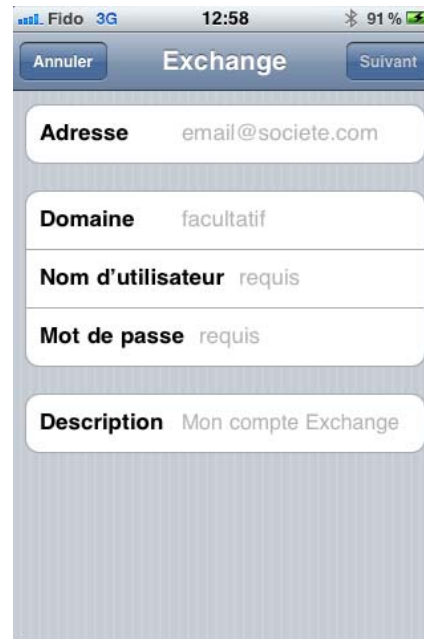 Fido 3G 12:58 91 %
Annuler Exchange Suivant
Adresse email@societe.com
Domaine facultatif
Nom d'utilisateur requis
Mot de passe requis
Description Mon compte Exchange